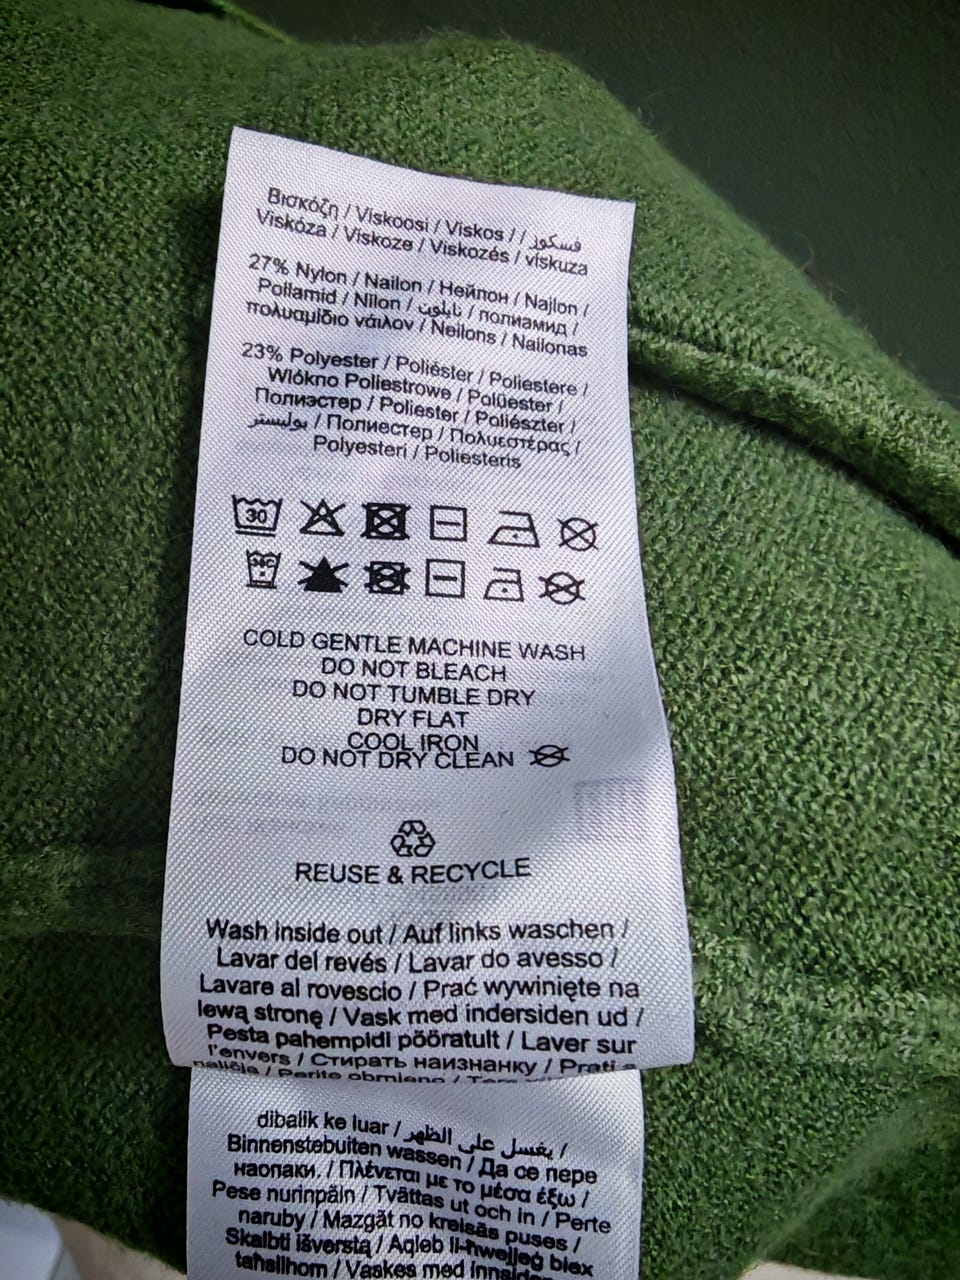 Βισκόζη / Viskoosi / Viskos / / فسكوز
Viskóza / Viskoze / Viskozés / viskuza
27% Nylon / Nailon / Нейлон / Najlon /
Poliamid / Nilon / نايلون / полиамид /
πολυαμίδιο νάιλον / Neilons / Nailonas
23% Polyester / Poliéster / Poliestere /
Włókno Poliestrowe / Polüester /
Полиэстер / Poliester / Poliészter /
بوليستر / Полиестер / Πολυεστέρας /
Polyesteri / Poliesteris
30
30C
COLD GENTLE MACHINE WASH
DO NOT BLEACH
DO NOT TUMBLE DRY
DRY FLAT
COOL IRON
DO NOT DRY CLEAN
REUSE & RECYCLE
Wash inside out / Auf links waschen /
Lavar del revés / Lavar do avesso /
Lavare al rovescio / Prać wywinięte na
lewą stronę / Vask med indersiden ud /
Pesta pahempidi pööratult / Laver sur
l'envers / Стирать наизнанку / Prati s
naličja / Perite obrnjeno /
dibalik ke luar / يغسل على الظهر /
Binnenstebuiten wassen / Да се пере
наопаки. / Πλένεται με το μέσα έξω /
Pese nurinpäin / Tvättas ut och in / Perte
naruby / Mazgāt no kreisās puses /
Skalbti išverstą / Aqleb il-ħwejjeġ biex
taħsilhom / Vaskes med